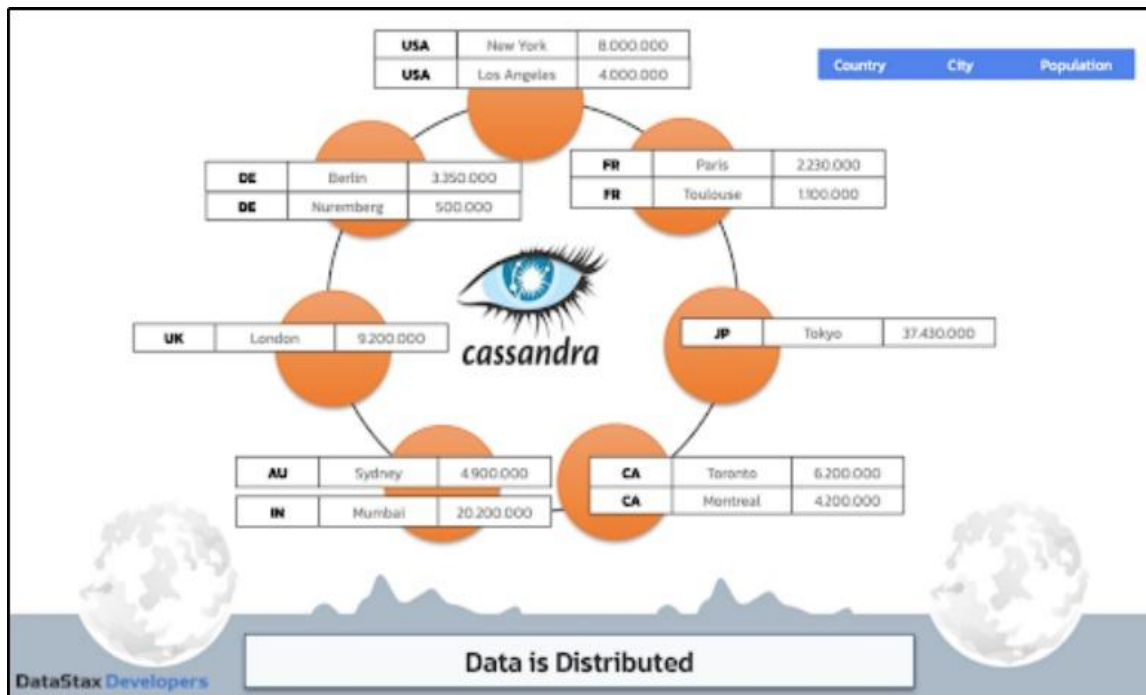 USA New York 8.000.000
USA Los Angeles 4.000.000
Country City Population
DE Berlin 3.350.000
DE Nuremberg 500.000
FR Paris 2.230.000
FR Toulouse 1.100.000
UK London 9.200.000
cassandra
JP Tokyo 37.430.000
AU Sydney 4.900.000
IN Mumbai 20.200.000
CA Toronto 6.200.000
CA Montreal 4.200.000
Data is Distributed
DataStax Developers